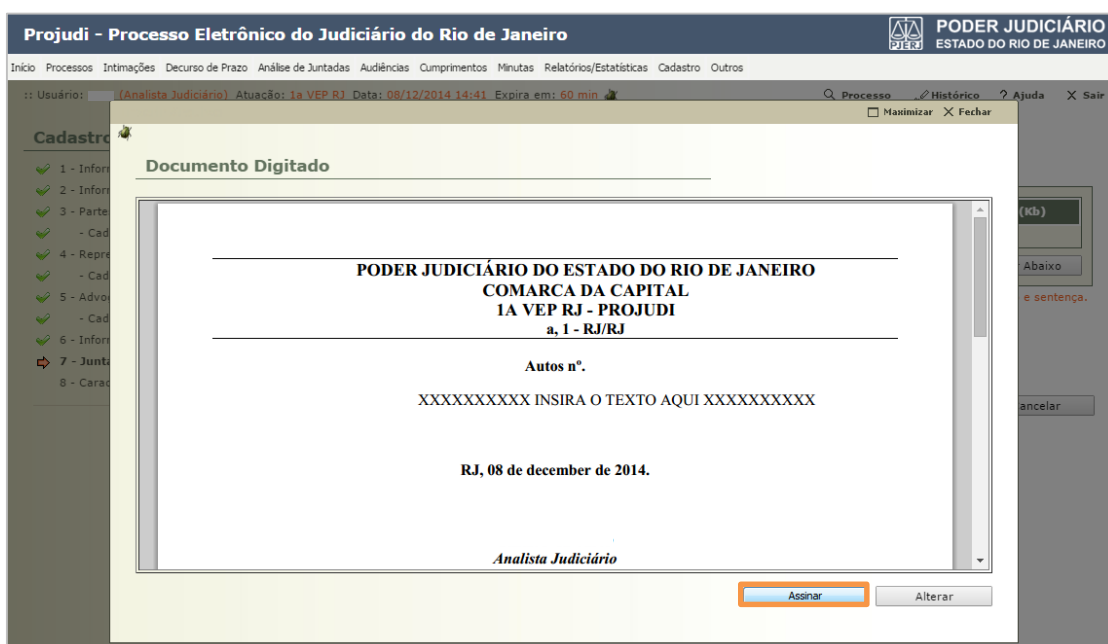 Projudi - Processo Eletrônico do Judiciário do Rio de Janeiro
PJERJ
PODER JUDICIÁRIO
ESTADO DO RIO DE JANEIRO
Início Processos Intimações Decurso de Prazo Análise de Juntadas Audiências Cumprimentos Minutas Relatórios/Estatísticas Cadastro Outros
:: Usuário: (Analista Judiciário) Atuação: 1a VEP RJ Data: 08/12/2014 14:41 Expira em: 60 min
Processo Histórico ? Ajuda X Sair
Maximizar X Fechar
Cadastro
Documento Digitado
1 - Inform
2 - Inform
3 - Parte
- Cad
4 - Repre
- Cad
5 - Advo
- Cad
6 - Inform
7 - Junta
8 - Carac
(Kb)
Abaixo
e sentença.
ancelar
PODER JUDICIÁRIO DO ESTADO DO RIO DE JANEIRO
COMARCA DA CAPITAL
1A VEP RJ - PROJUDI
a, 1 - RJ/RJ
Autos nº.
XXXXXXXXXX INSIRA O TEXTO AQUI XXXXXXXXXX
RJ, 08 de december de 2014.
Analista Judiciário
Assinar Alterar